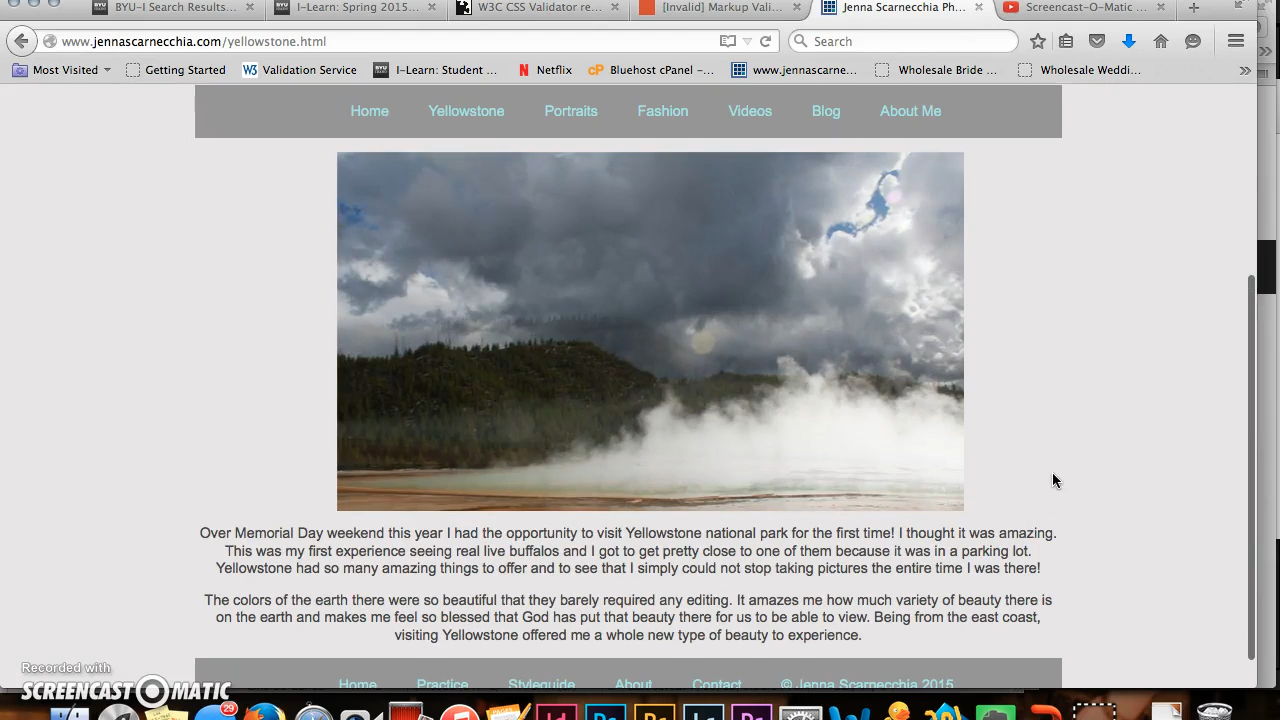 BYU-I Search Results...
I-Learn: Spring 2015...
W3C CSS Validator re...
[Invalid] Markup Vali...
Jenna Scarnecchia Ph...
Screencast-O-Matic ...
www.jennascarnecchia.com/yellowstone.html
Search
Most Visited
Getting Started
W3 Validation Service
I-Learn: Student ...
N Netflix
cP Bluehost cPanel -...
www.jennascarne...
Wholesale Bride ...
Wholesale Weddi...
Home Yellowstone Portraits Fashion Videos Blog About Me
Over Memorial Day weekend this year I had the opportunity to visit Yellowstone national park for the first time! I thought it was amazing.
This was my first experience seeing real live buffalos and I got to get pretty close to one of them because it was in a parking lot.
Yellowstone had so many amazing things to offer and to see that I simply could not stop taking pictures the entire time I was there!
The colors of the earth there were so beautiful that they barely required any editing. It amazes me how much variety of beauty there is
on the earth and makes me feel so blessed that God has put that beauty there for us to be able to view. Being from the east coast,
visiting Yellowstone offered me a whole new type of beauty to experience.
Home Practice Styleguide About Contact © Jenna Scarnecchia 2015
Recorded with
SCREENCAST-O-MATIC
29